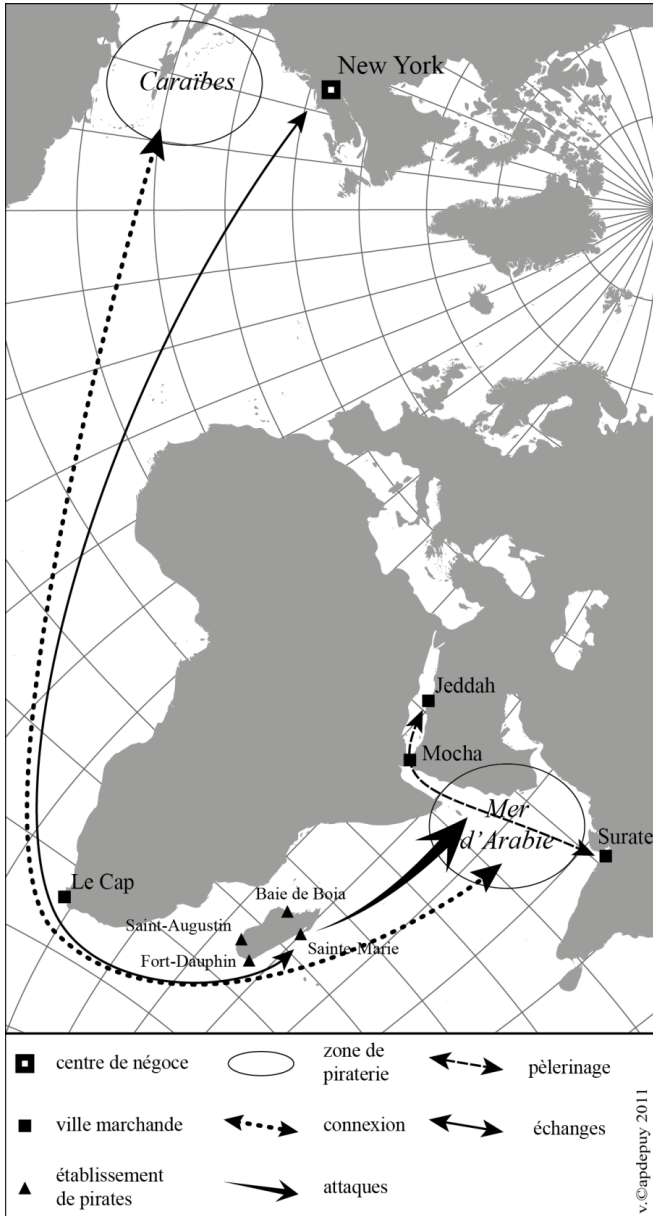 Caraïbes
New York
Jeddah
Mocha
Mer
d'Arabie
Surate
Le Cap
Baie de Boia
Saint-Augustin
Sainte-Marie
Fort-Dauphin
centre de négoce
zone de
piraterie
pèlerinage
ville marchande
connexion
échanges
établissement
de pirates
attaques
v.©apdepuy 2011